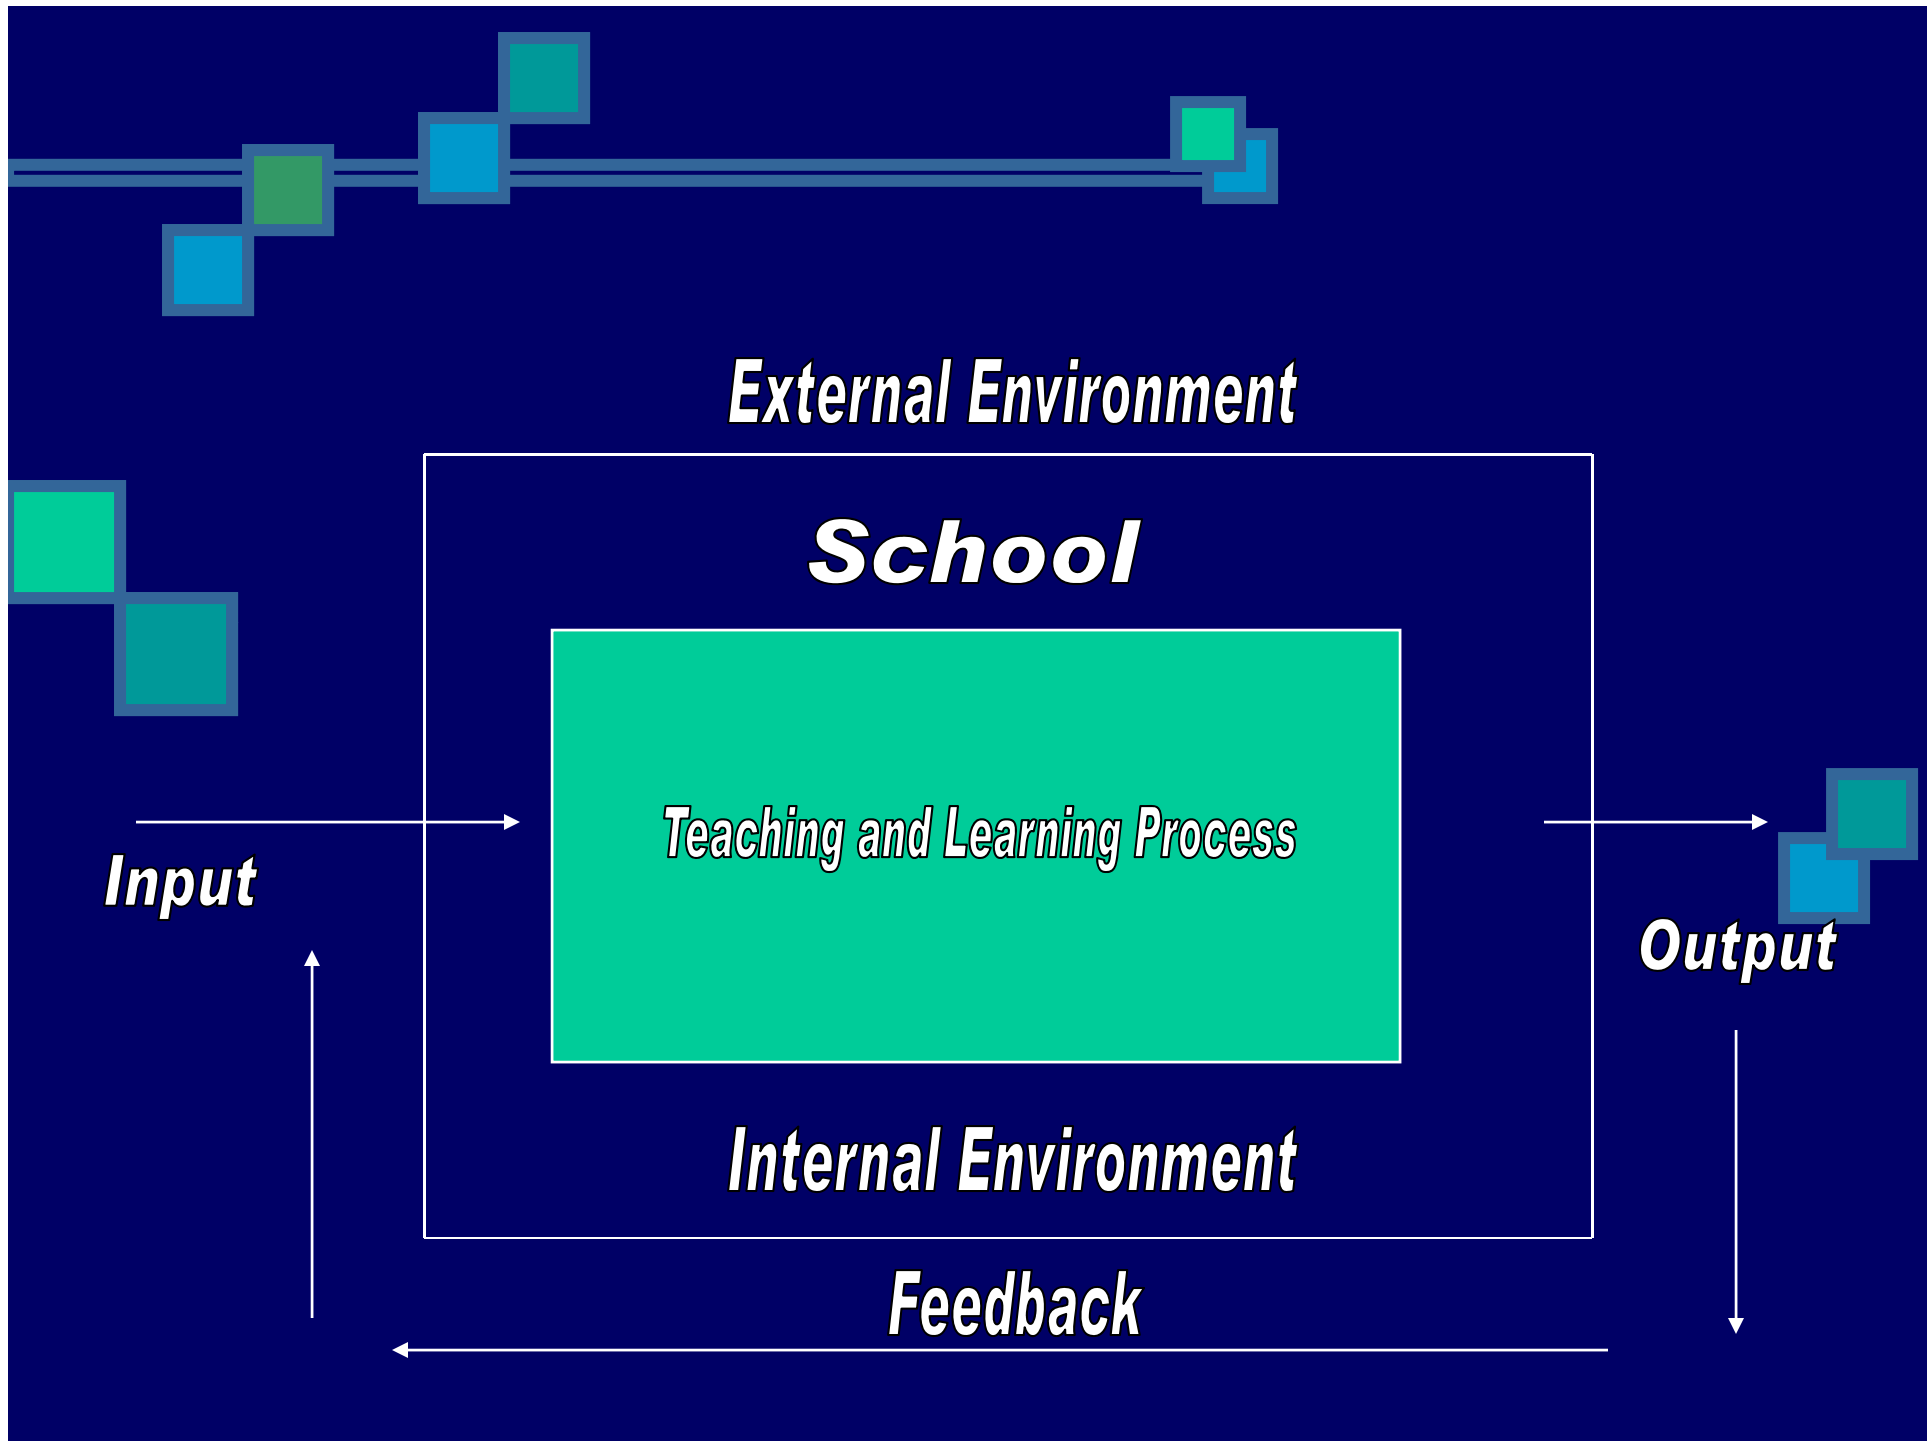 External Environment
School
Teaching and Learning Process
Input
Output
Internal Environment
Feedback